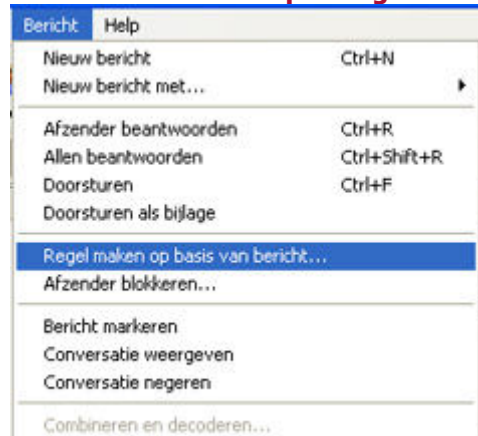 Bericht Help
Nieuw bericht Ctrl+N
Nieuw bericht met...
Afzender beantwoorden Ctrl+R
Allen beantwoorden Ctrl+Shift+R
Doorsturen Ctrl+F
Doorsturen als bijlage
Regel maken op basis van bericht...
Afzender blokkeren...
Bericht markeren
Conversatie weergeven
Conversatie negeren
Combineren en decoderen...